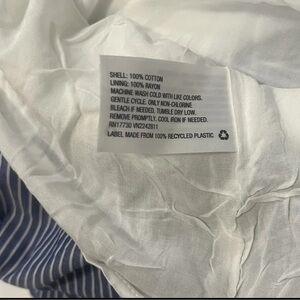 SHELL: 100% COTTON
LINING: 100% RAYON
MACHINE WASH COLD WITH LIKE COLORS.
GENTLE CYCLE. ONLY NON-CHLORINE
BLEACH IF NEEDED. TUMBLE DRY LOW.
REMOVE PROMPTLY. COOL IRON IF NEEDED.
RN17730 VN2242811
LABEL MADE FROM 100% RECYCLED PLASTIC